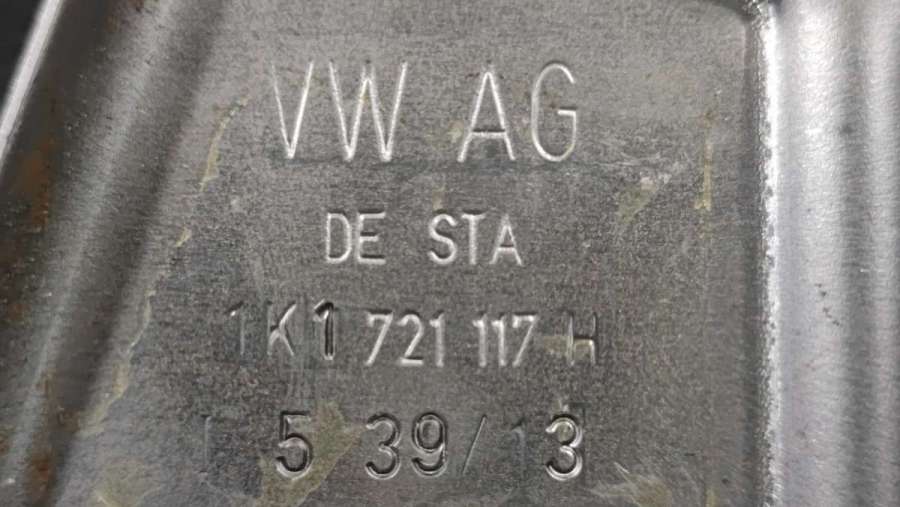 VW AG
DE STA
1K1 721 117 H
5 39/13